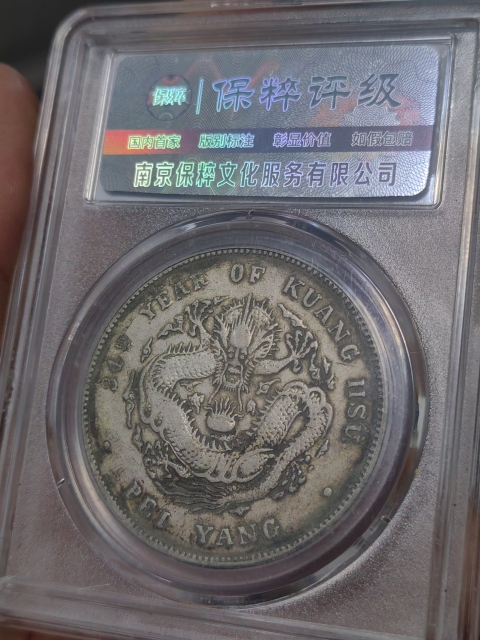 保粹 保粹评级
国内首家 版别标注 彰显价值 如假包赔
南京保粹文化服务有限公司
YEAR OF KUANG HSU
PEI YANG